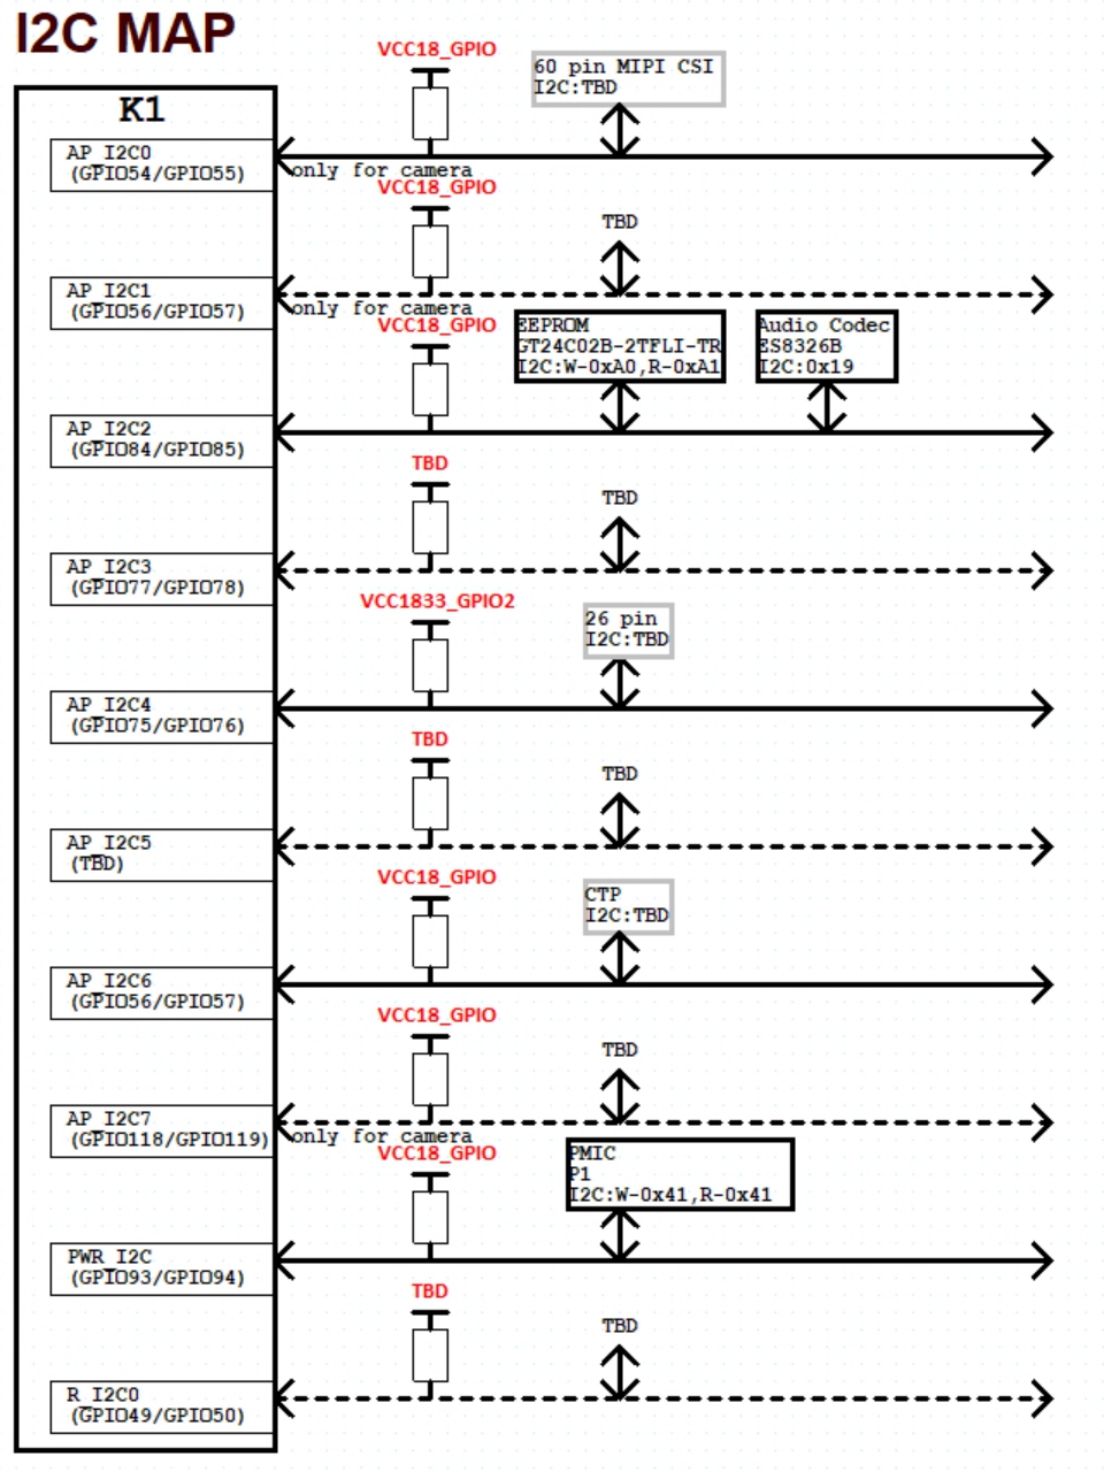 I2C MAP
K1
VCC18_GPIO
60 pin MIPI CSI
I2C:TBD
AP_I2C0
(GPIO54/GPIO55)
only for camera
VCC18_GPIO
TBD
AP_I2C1
(GPIO56/GPIO57)
only for camera
VCC18_GPIO
EEPROM
GT24C02B-2TFLI-TR
I2C:W-0xA0,R-0xA1
Audio Codec
ES8326B
I2C:0x19
AP_I2C2
(GPIO84/GPIO85)
TBD
TBD
AP_I2C3
(GPIO77/GPIO78)
VCC1833_GPIO2
26 pin
I2C:TBD
AP_I2C4
(GPIO75/GPIO76)
TBD
TBD
AP_I2C5
(TBD)
VCC18_GPIO
CTP
I2C:TBD
AP_I2C6
(GPIO56/GPIO57)
VCC18_GPIO
TBD
AP_I2C7
(GPIO118/GPIO119)
only for camera
VCC18_GPIO
PMIC
P1
I2C:W-0x41,R-0x41
PWR_I2C
(GPIO93/GPIO94)
TBD
TBD
R_I2C0
(GPIO49/GPIO50)